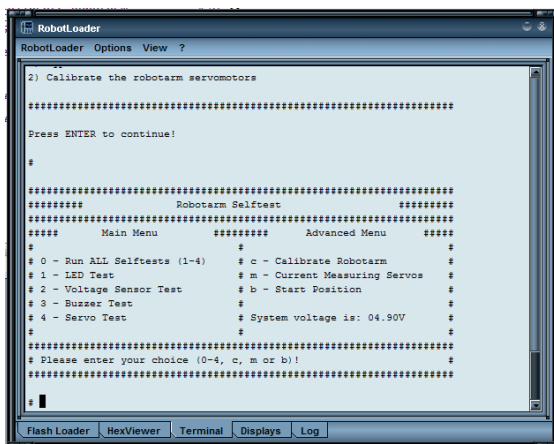 RobotLoader
RobotLoader Options View ?
2) Calibrate the robotarm servomotors
#######################################################################
Press ENTER to continue!
#
#######################################################################
######### Robotarm Selftest #########
#######################################################################
##### Main Menu ######### Advanced Menu #####
# # #
# 0 - Run ALL Selftests (1-4) # c - Calibrate Robotarm #
# 1 - LED Test # m - Current Measuring Servos #
# 2 - Voltage Sensor Test # b - Start Position #
# 3 - Buzzer Test # #
# 4 - Servo Test # System voltage is: 04.90V #
# # #
#######################################################################
# Please enter your choice (0-4, c, m or b)! #
#######################################################################
#
Flash Loader HexViewer Terminal Displays Log